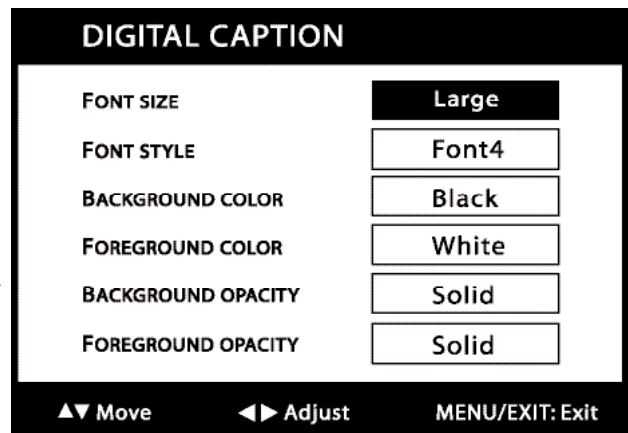 DIGITAL CAPTION
FONT SIZE Large
FONT STYLE Font4
BACKGROUND COLOR Black
FOREGROUND COLOR White
BACKGROUND OPACITY Solid
FOREGROUND OPACITY Solid
▲▼ Move ◀▶ Adjust MENU/EXIT: Exit